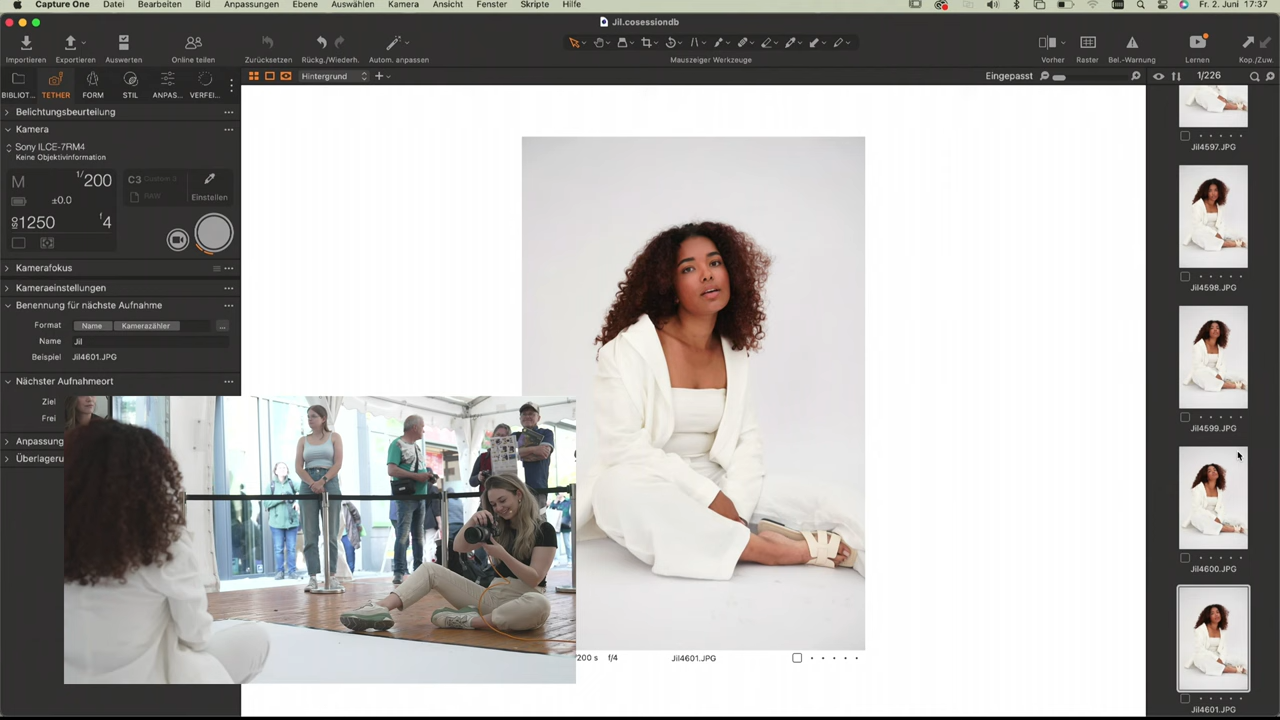 Capture One Datei Bearbeiten Bild Anpassungen Ebene Auswählen Kamera Ansicht Fenster Skripte Hilfe Fr. 2. Juni 17:37
Jil.cosessiondb
Importieren Exportieren Auswerten Online teilen Zurücksetzen Rückg./Wiederh. Autom. anpassen Mauszeiger Werkzeuge Vorher Raster Bel.-Warnung Lernen Kop./Zuw.
Hintergrund Eingepasst 1/226
BIBLIOT... TETHER FORM STIL ANPAS... VERFEI...
Belichtungsbeurteilung
Kamera
Sony ILCE-7RM4
Keine Objektivinformation
M 1/200 C3
±0.0 RAW Einstellen
ISO 1250 f4
Kamerafokus
Kameraeinstellungen
Benennung für nächste Aufnahme
Format Name Kamerazähler ...
Name Jil
Beispiel Jil4601.JPG
Nächster Aufnahmeort
Ziel
Frei
Anpassung
Überlageru
200 s f/4 Jil4601.JPG
Jil4597.JPG
Jil4598.JPG
Jil4599.JPG
Jil4600.JPG
Jil4601.JPG